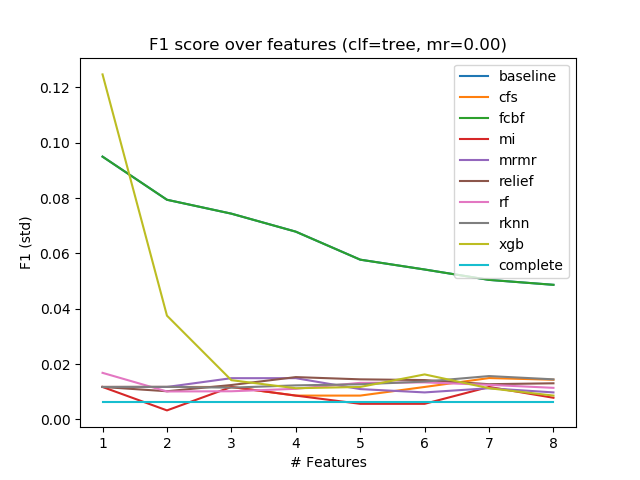 F1 score over features (clf=tree, mr=0.00)
F1 (std)
0.12
0.10
0.08
0.06
0.04
0.02
0.00
baseline
cfs
fcbf
mi
mrmr
relief
rf
rknn
xgb
complete
1 2 3 4 5 6 7 8
# Features